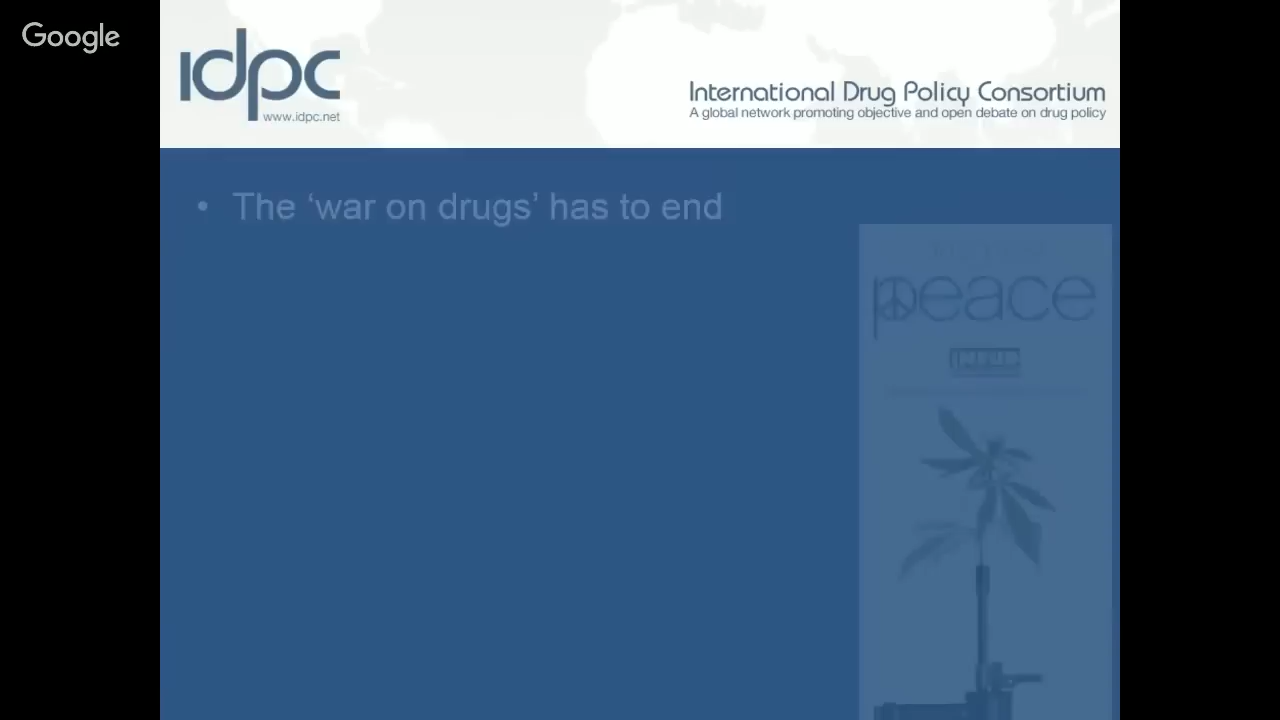 Google
idpc
www.idpc.net
International Drug Policy Consortium
A global network promoting objective and open debate on drug policy
• The ‘war on drugs’ has to end
peace